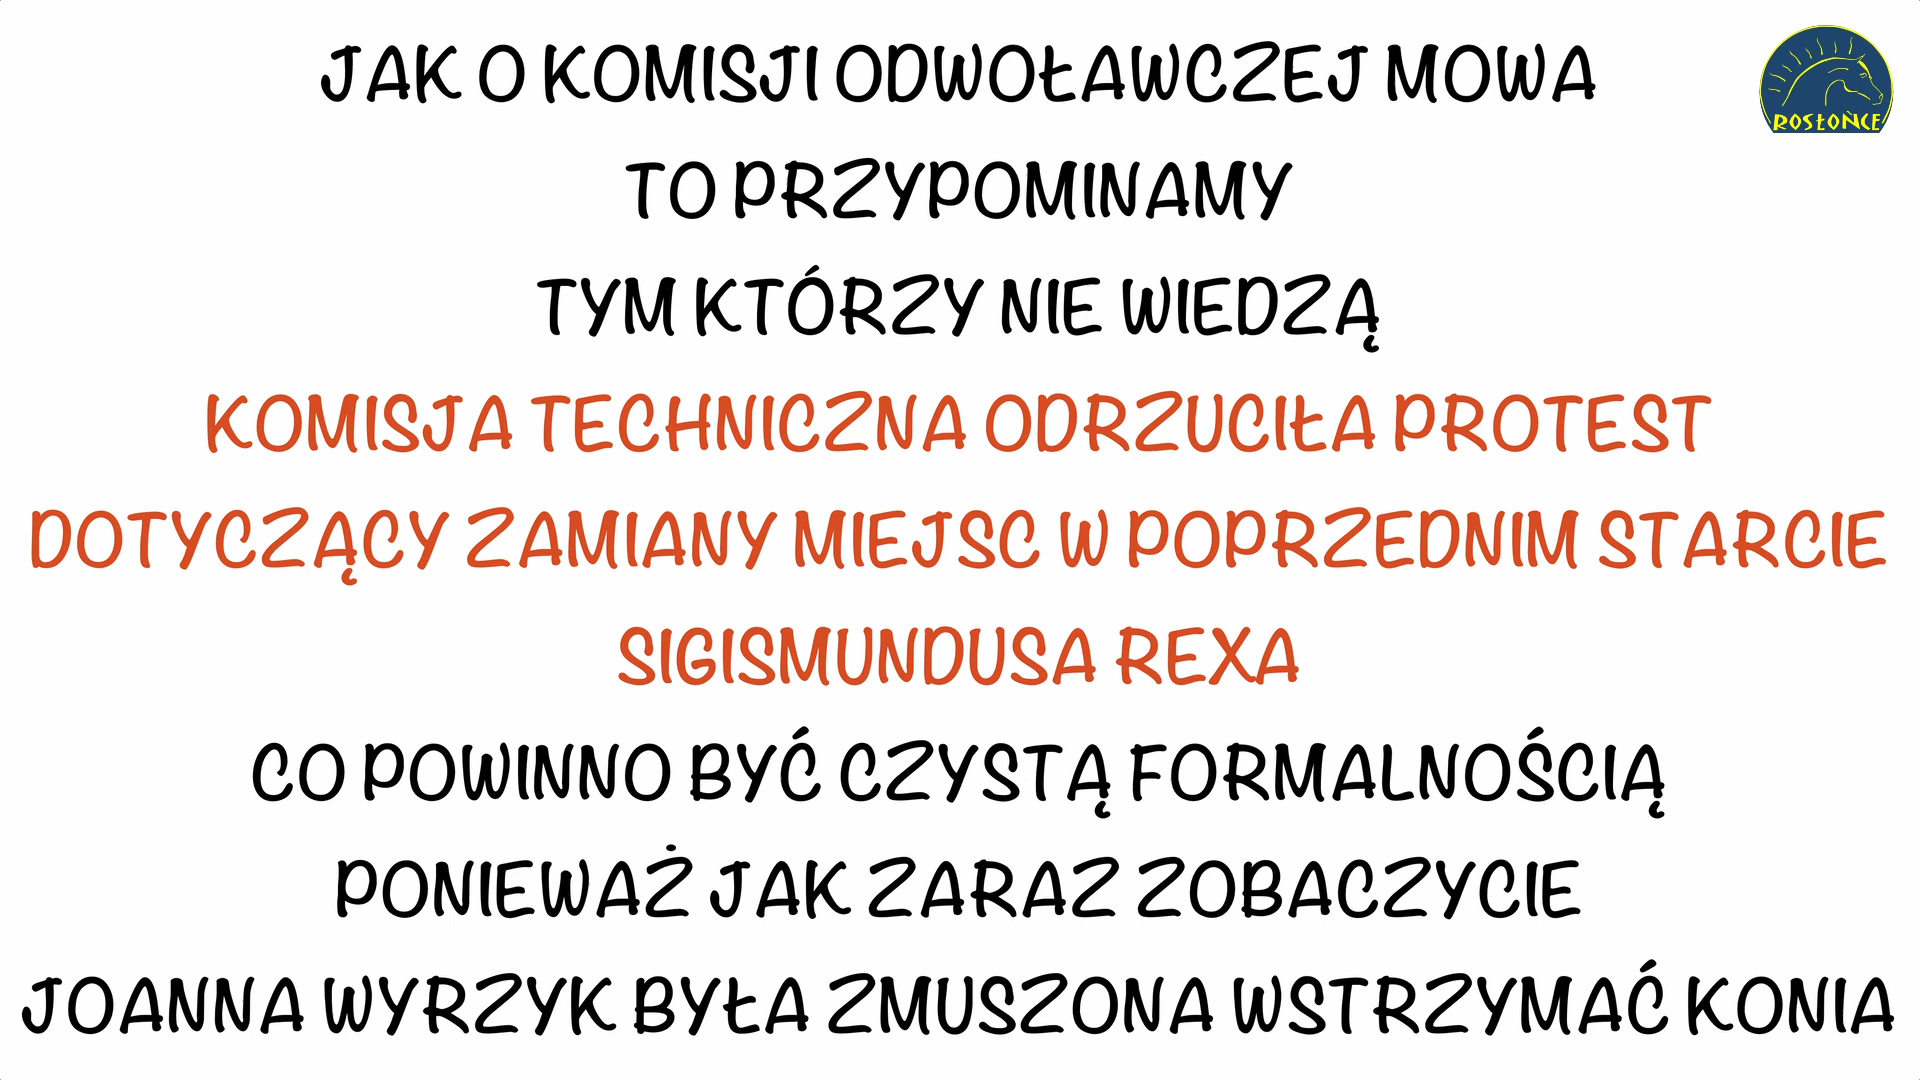 JAK O KOMISJI ODWOŁAWCZEJ MOWA
ROSŁOŃCE
TO PRZYPOMINAMY
TYM KTÓRZY NIE WIEDZĄ
KOMISJA TECHNICZNA ODRZUCIŁA PROTEST
DOTYCZĄCY ZAMIANY MIEJSC W POPRZEDNIM STARCIE
SIGISMUNDUSA REXA
CO POWINNO BYĆ CZYSTĄ FORMALNOŚCIĄ
PONIEWAŻ JAK ZARAZ ZOBACZYCIE
JOANNA WYRZYK BYŁA ZMUSZONA WSTRZYMAĆ KONIA